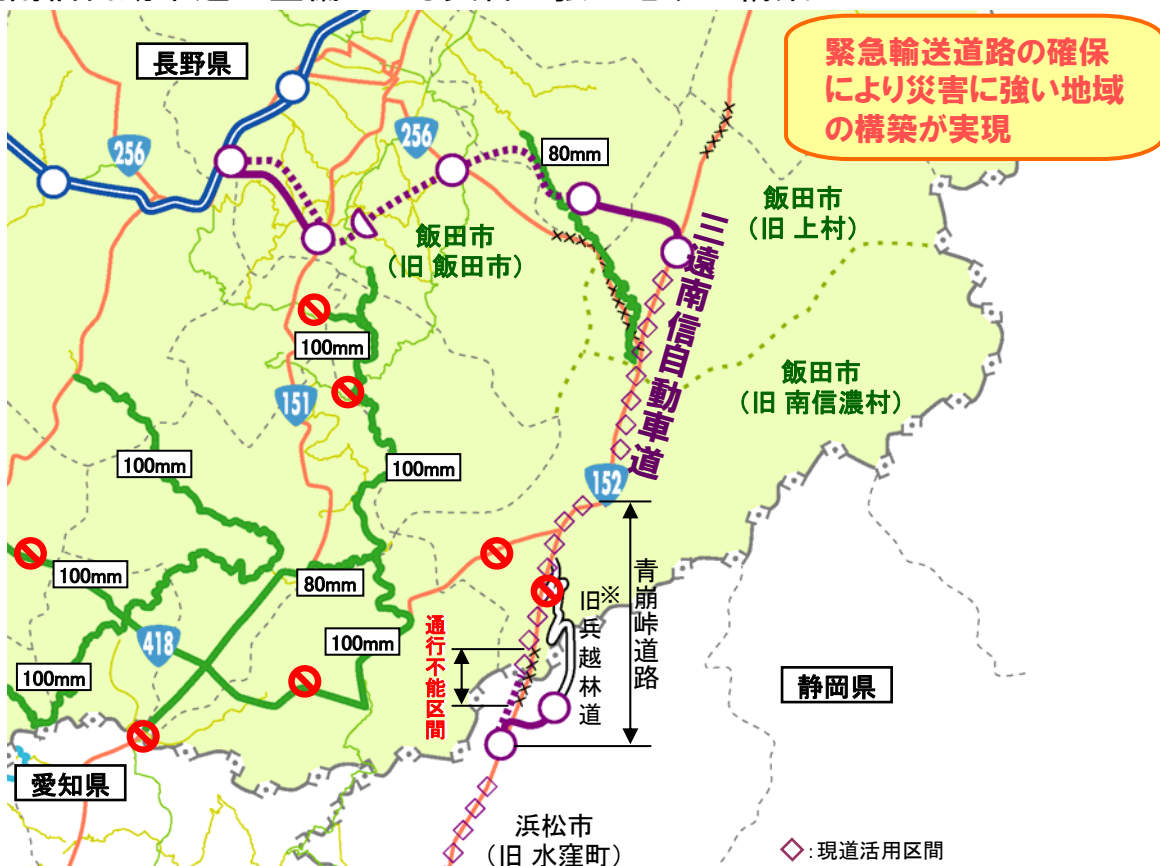 緊急輸送道路の確保
により災害に強い地域
の構築が実現
長野県
256
256
80mm
飯田市
(旧 上村)
飯田市
(旧 飯田市)
三遠南信自動車道
100mm
飯田市
(旧 南信濃村)
151
100mm
100mm
152
100mm
80mm
青崩峠道路
※
旧兵越林道
通行不能区間
418
100mm
100mm
静岡県
愛知県
浜松市
(旧 水窪町)
◇:現道活用区間